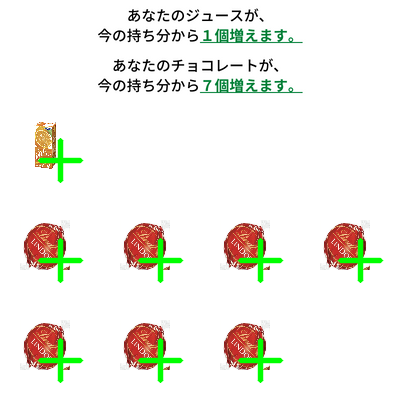 あなたのジュースが、
今の持ち分から１個増えます。
あなたのチョコレートが、
今の持ち分から７個増えます。